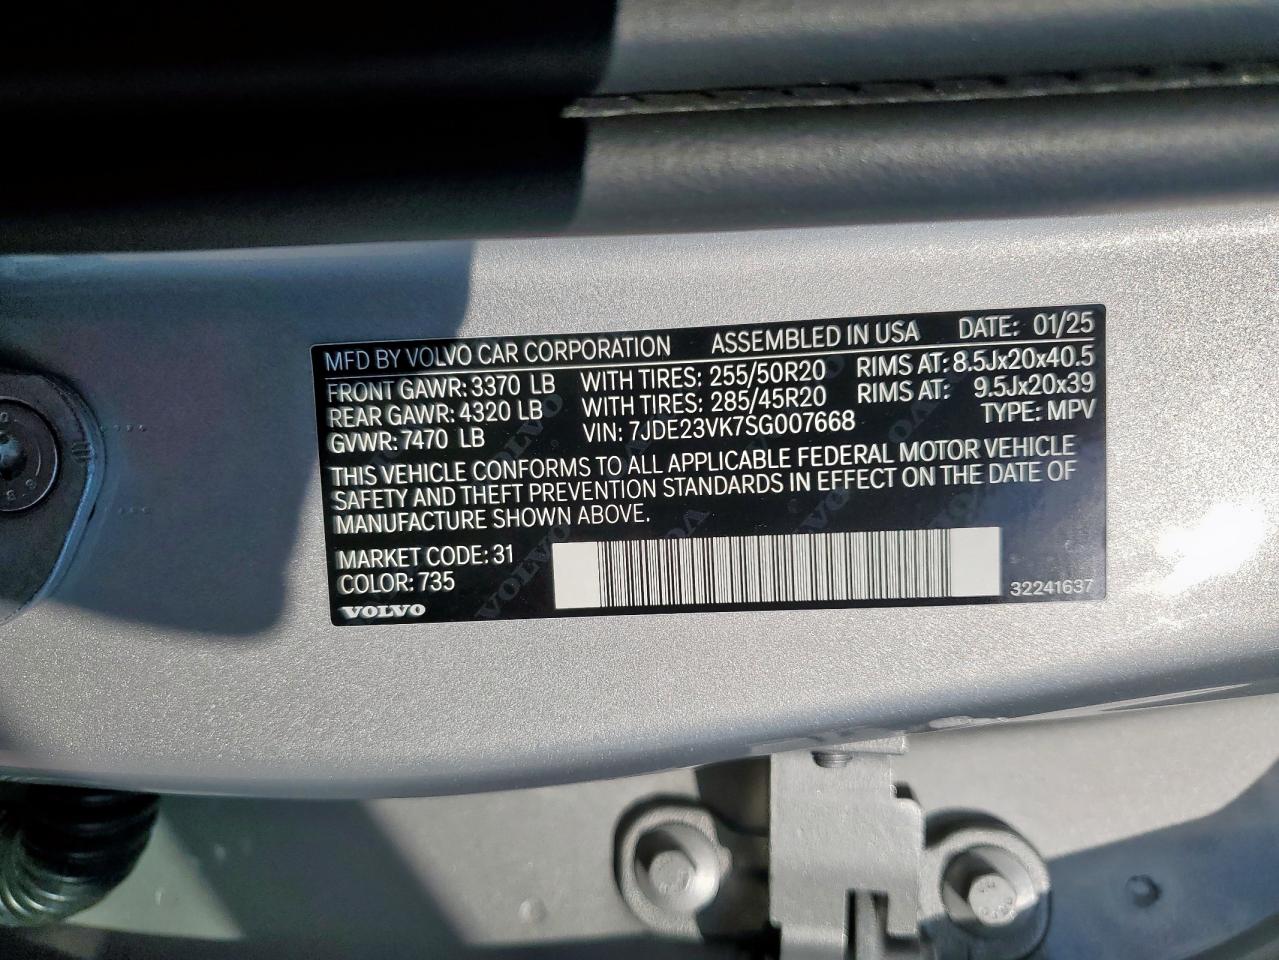 MFD BY VOLVO CAR CORPORATION ASSEMBLED IN USA DATE: 01/25
FRONT GAWR: 3370 LB WITH TIRES: 255/50R20 RIMS AT: 8.5Jx20x40.5
REAR GAWR: 4320 LB WITH TIRES: 285/45R20 RIMS AT: 9.5Jx20x39
GVWR: 7470 LB VIN: 7JDE23VK7SG007668 TYPE: MPV
THIS VEHICLE CONFORMS TO ALL APPLICABLE FEDERAL MOTOR VEHICLE
SAFETY AND THEFT PREVENTION STANDARDS IN EFFECT ON THE DATE OF
MANUFACTURE SHOWN ABOVE.
MARKET CODE: 31
COLOR: 735
VOLVO
32241637